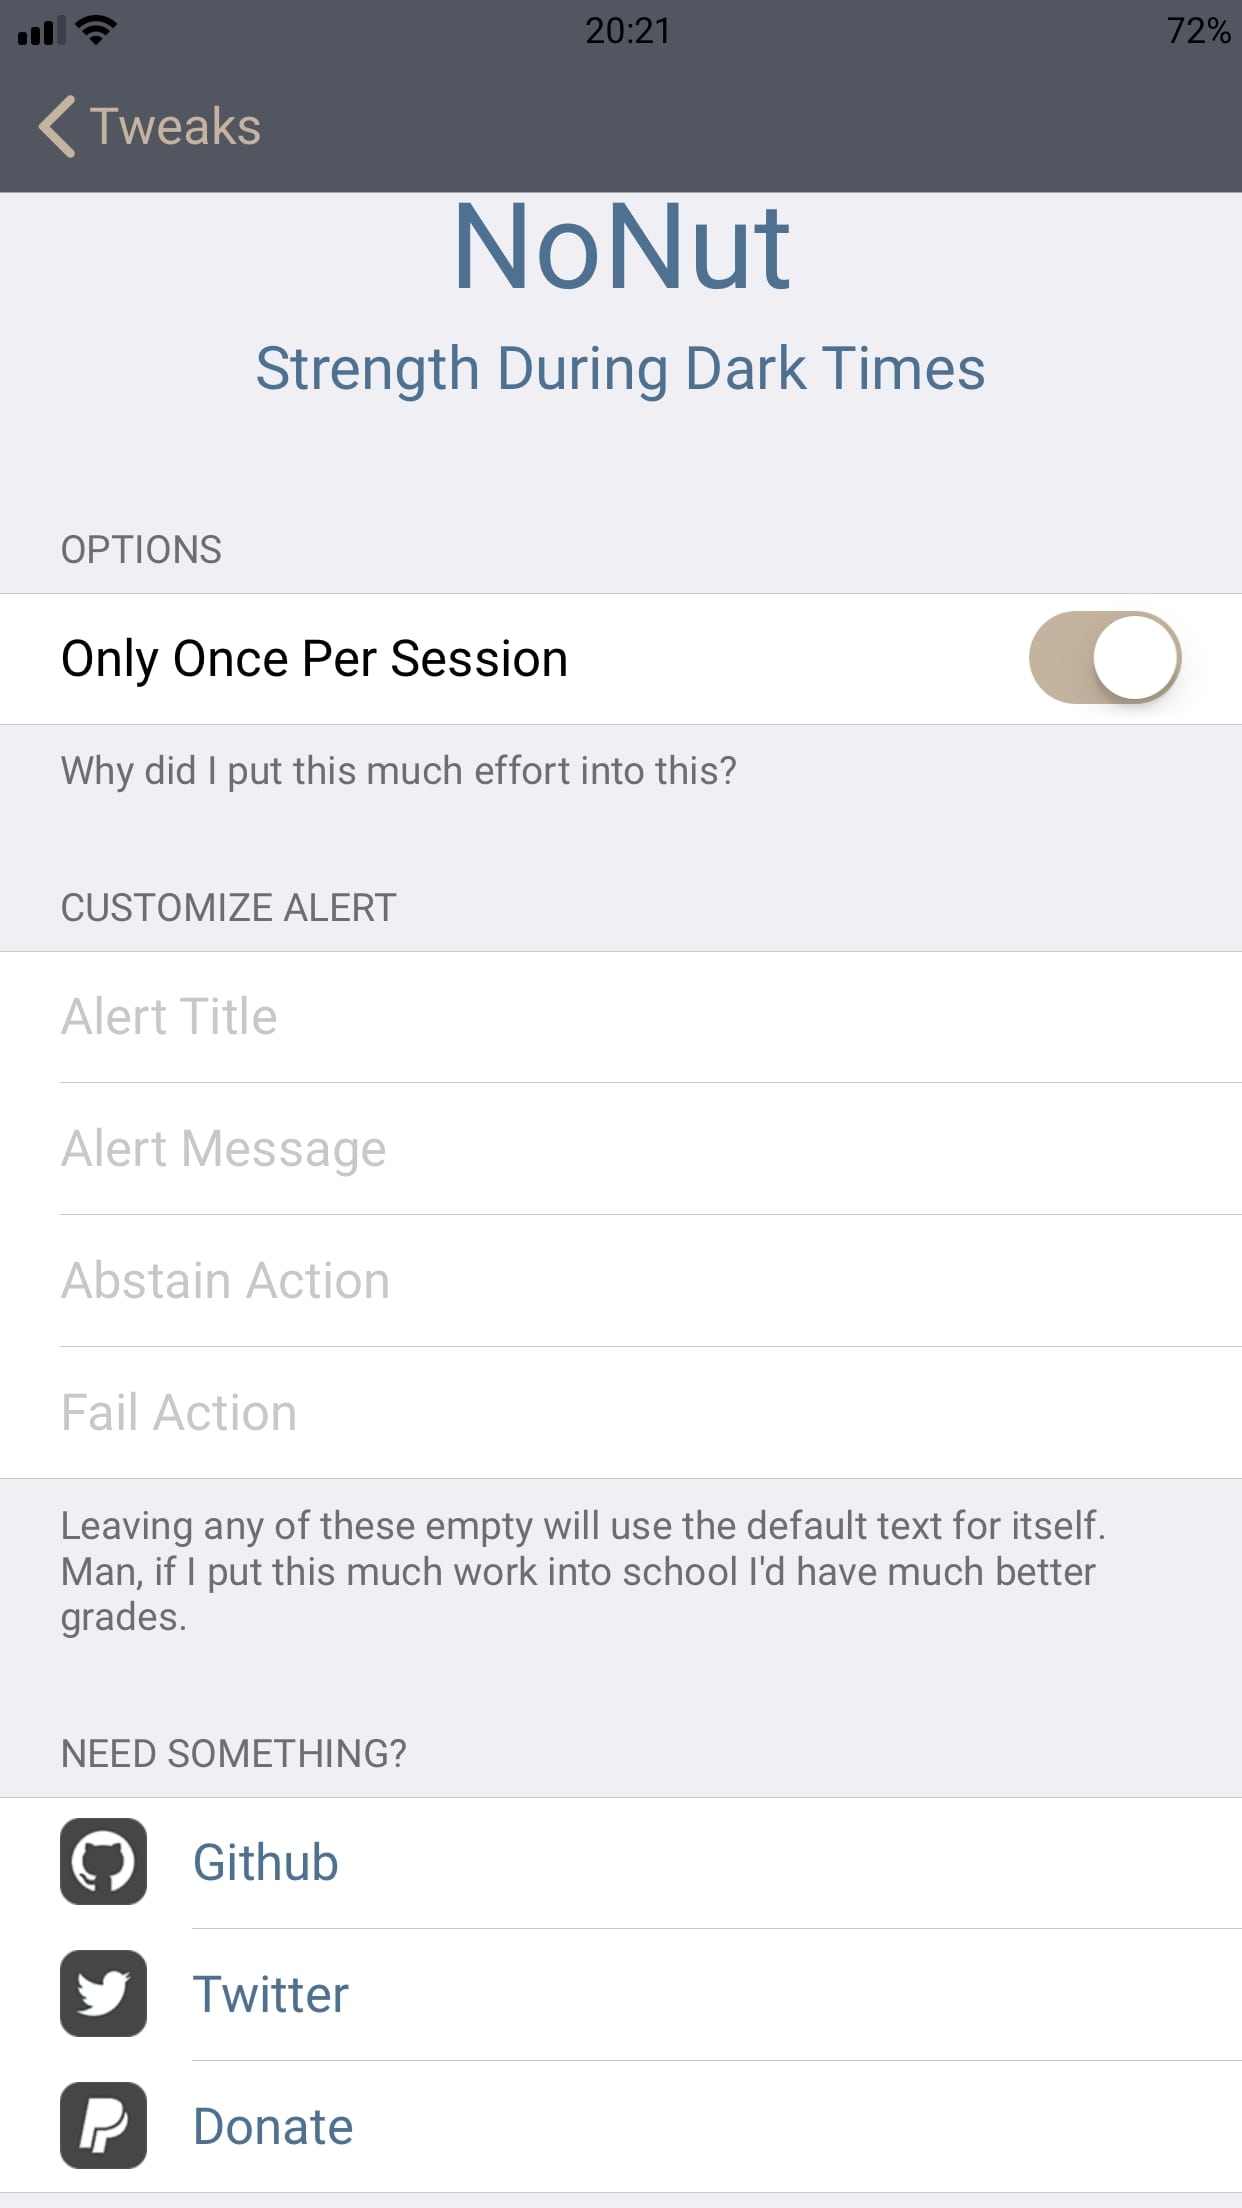 20:21
72%
Tweaks
NoNut
Strength During Dark Times
OPTIONS
Only Once Per Session
Why did I put this much effort into this?
CUSTOMIZE ALERT
Alert Title
Alert Message
Abstain Action
Fail Action
Leaving any of these empty will use the default text for itself.
Man, if I put this much work into school I'd have much better
grades.
NEED SOMETHING?
Github
Twitter
Donate